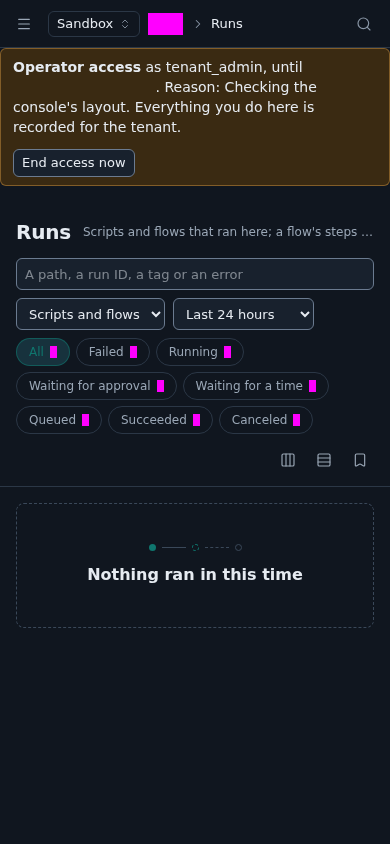 Sandbox
Runs
Operator access as tenant_admin, until
. Reason: Checking the
console's layout. Everything you do here is
recorded for the tenant.
End access now
Runs Scripts and flows that ran here; a flow's steps …
A path, a run ID, a tag or an error
Scripts and flows Last 24 hours
All Failed Running
Waiting for approval Waiting for a time
Queued Succeeded Canceled
Nothing ran in this time